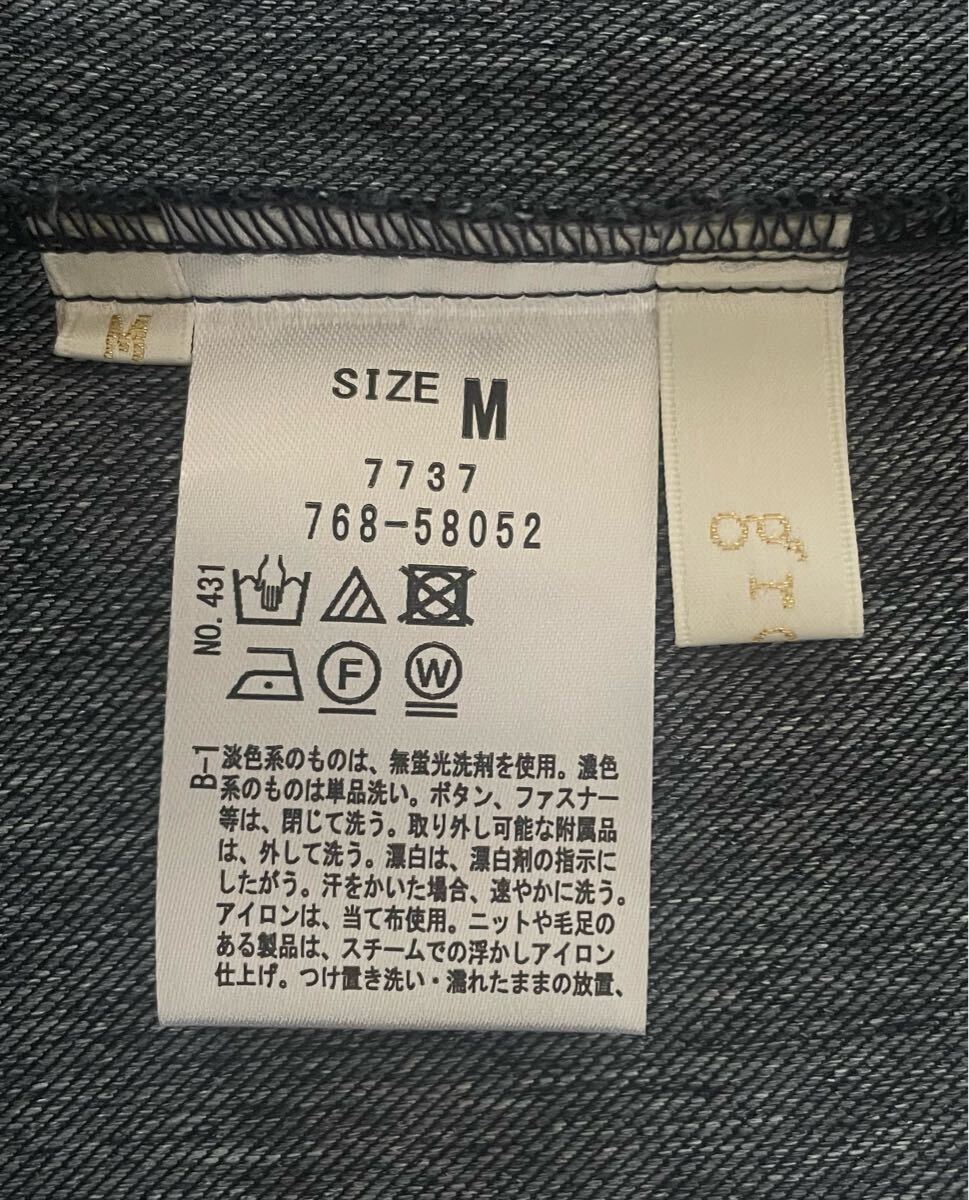 M
SIZE M
7737
768-58052
NO. 431
F W
B-1
淡色系のものは、無蛍光洗剤を使用。濃色
系のものは単品洗い。ボタン、ファスナー
等は、閉じて洗う。取り外し可能な附属品
は、外して洗う。漂白は、漂白剤の指示に
したがう。汗をかいた場合、速やかに洗う。
アイロンは、当て布使用。ニットや毛足の
ある製品は、スチームでの浮かしアイロン
仕上げ。つけ置き洗い・濡れたままの放置、